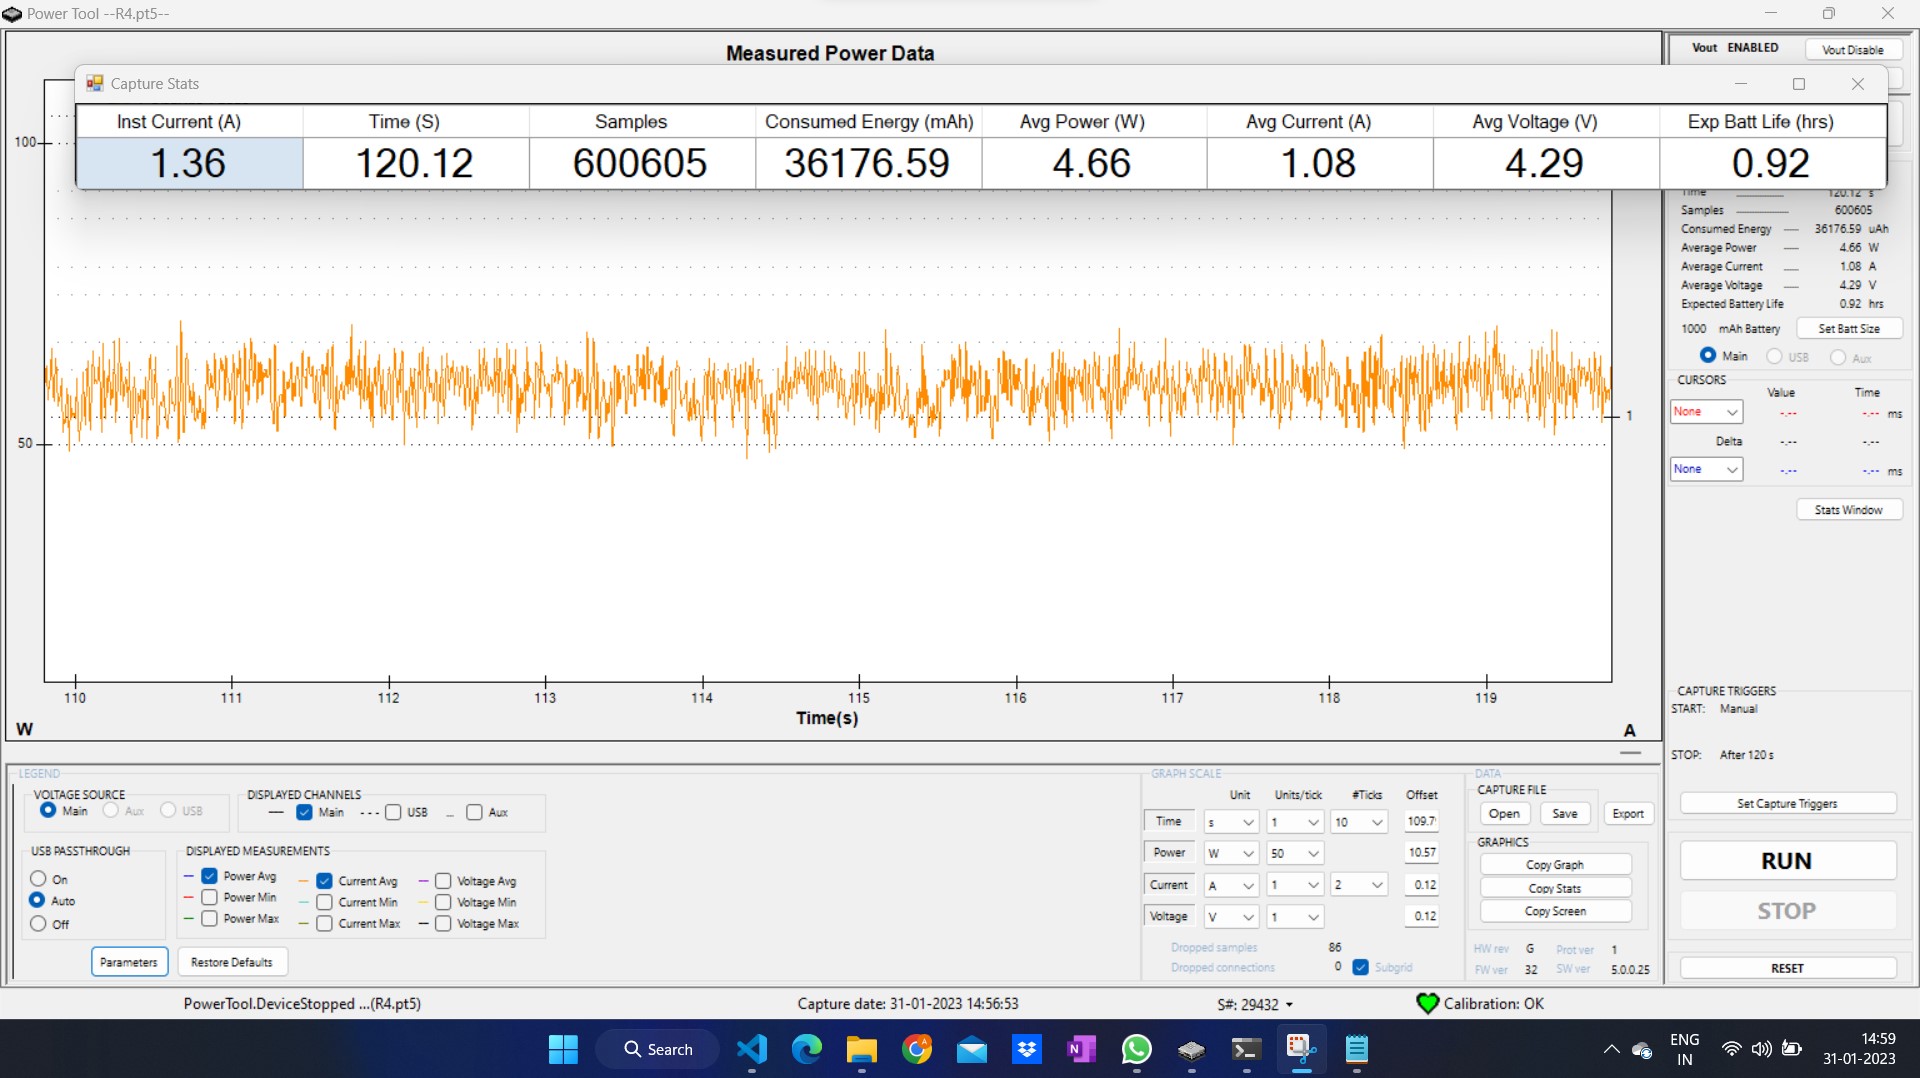 Power Tool --R4.pt5--
Measured Power Data
Vout ENABLED
Vout Disable
Capture Stats
Inst Current (A) Time (S) Samples Consumed Energy (mAh) Avg Power (W) Avg Current (A) Avg Voltage (V) Exp Batt Life (hrs)
1.36 120.12 600605 36176.59 4.66 1.08 4.29 0.92
100
50
1
110 111 112 113 114 115 116 117 118 119
Time(s)
W
A
Time 120.12 s
Samples 600605
Consumed Energy 36176.59 uAh
Average Power 4.66 W
Average Current 1.08 A
Average Voltage 4.29 V
Expected Battery Life 0.92 hrs
1000 mAh Battery Set Batt Size
Main USB Aux
CURSORS
Value Time
None -.-- -.-- ms
Delta -.-- -.--
None -.-- -.-- ms
Stats Window
CAPTURE TRIGGERS
START: Manual
STOP: After 120 s
Set Capture Triggers
RUN
STOP
RESET
LEGEND
VOLTAGE SOURCE
Main Aux USB
DISPLAYED CHANNELS
Main USB Aux
USB PASSTHROUGH
On
Auto
Off
DISPLAYED MEASUREMENTS
Power Avg Current Avg Voltage Avg
Power Min Current Min Voltage Min
Power Max Current Max Voltage Max
Parameters Restore Defaults
GRAPH SCALE
Unit Units/tick #Ticks Offset
Time s 1 10 109.7
Power W 50 10.57
Current A 1 2 0.12
Voltage V 1 0.12
Dropped samples 86
Dropped connections 0 Subgrid
DATA
CAPTURE FILE
Open Save Export
GRAPHICS
Copy Graph
Copy Stats
Copy Screen
HW rev G Prot ver 1
FW ver 32 SW ver 5.0.0.25
PowerTool.DeviceStopped ...(R4.pt5) Capture date: 31-01-2023 14:56:53 S#: 29432 Calibration: OK
Search
ENG
IN
14:59
31-01-2023